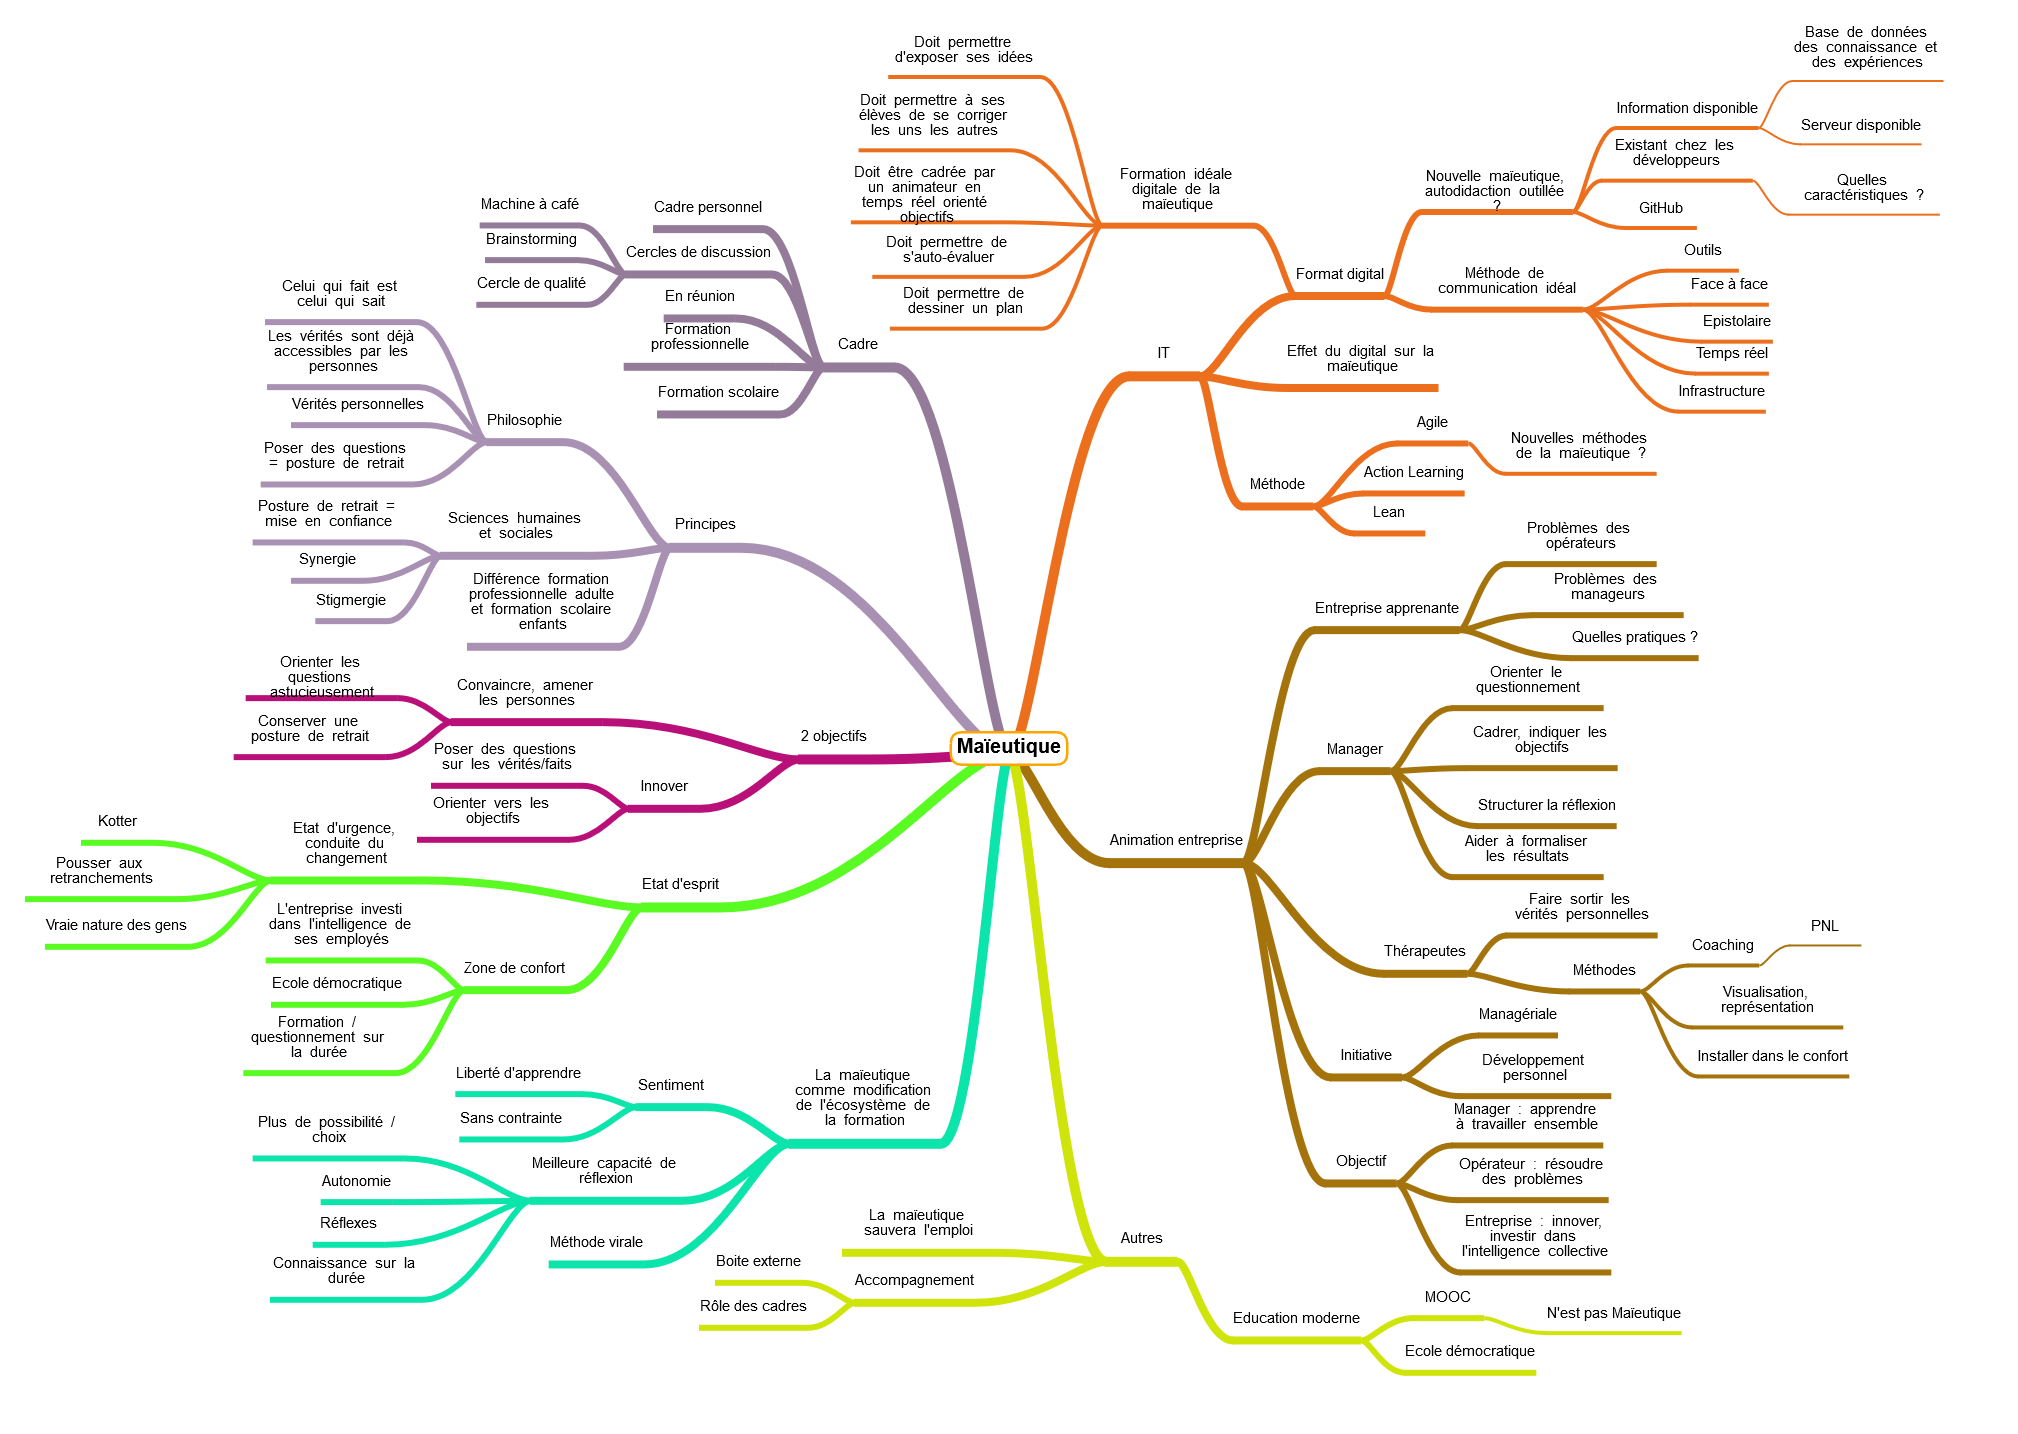 Maïeutique
IT
Format digital
Formation idéale
digitale de la
maïeutique
Doit permettre
d'exposer ses idées
Doit permettre à ses
élèves de se corriger
les uns les autres
Doit être cadrée par
un animateur en
temps réel orienté
objectifs
Doit permettre de
s'auto-évaluer
Doit permettre de
dessiner un plan
Nouvelle maïeutique,
autodidaction outillée
?
Information disponible
Base de données
des connaissance et
des expériences
Serveur disponible
Existant chez les
développeurs
Quelles
caractéristiques ?
GitHub
Méthode de
communication idéal
Outils
Face à face
Epistolaire
Temps réel
Infrastructure
Effet du digital sur la
maïeutique
Méthode
Agile
Nouvelles méthodes
de la maïeutique ?
Action Learning
Lean
Animation entreprise
Entreprise apprenante
Problèmes des
opérateurs
Problèmes des
manageurs
Quelles pratiques ?
Manager
Orienter le
questionnement
Cadrer, indiquer les
objectifs
Structurer la réflexion
Aider à formaliser
les résultats
Thérapeutes
Faire sortir les
vérités personnelles
Méthodes
Coaching
PNL
Visualisation,
représentation
Installer dans le confort
Initiative
Managériale
Développement
personnel
Objectif
Manager : apprendre
à travailler ensemble
Opérateur : résoudre
des problèmes
Entreprise : innover,
investir dans
l'intelligence collective
Autres
La maïeutique
sauvera l'emploi
Accompagnement
Boite externe
Rôle des cadres
Education moderne
MOOC
N'est pas Maïeutique
Ecole démocratique
Cadre
Cadre personnel
Cercles de discussion
Machine à café
Brainstorming
Cercle de qualité
En réunion
Formation
professionnelle
Formation scolaire
Principes
Philosophie
Celui qui fait est
celui qui sait
Les vérités sont déjà
accessibles par les
personnes
Vérités personnelles
Poser des questions
= posture de retrait
Sciences humaines
et sociales
Posture de retrait =
mise en confiance
Synergie
Stigmergie
Différence formation
professionnelle adulte
et formation scolaire
enfants
2 objectifs
Convaincre, amener
les personnes
Orienter les
questions
astucieusement
Conserver une
posture de retrait
Innover
Poser des questions
sur les vérités/faits
Orienter vers les
objectifs
Etat d'esprit
Etat d'urgence,
conduite du
changement
Kotter
Pousser aux
retranchements
Vraie nature des gens
Zone de confort
L'entreprise investi
dans l'intelligence de
ses employés
Ecole démocratique
Formation /
questionnement sur
la durée
La maïeutique
comme modification
de l'écosystème de
la formation
Sentiment
Liberté d'apprendre
Sans contrainte
Meilleure capacité de
réflexion
Plus de possibilité /
choix
Autonomie
Réflexes
Connaissance sur la
durée
Méthode virale